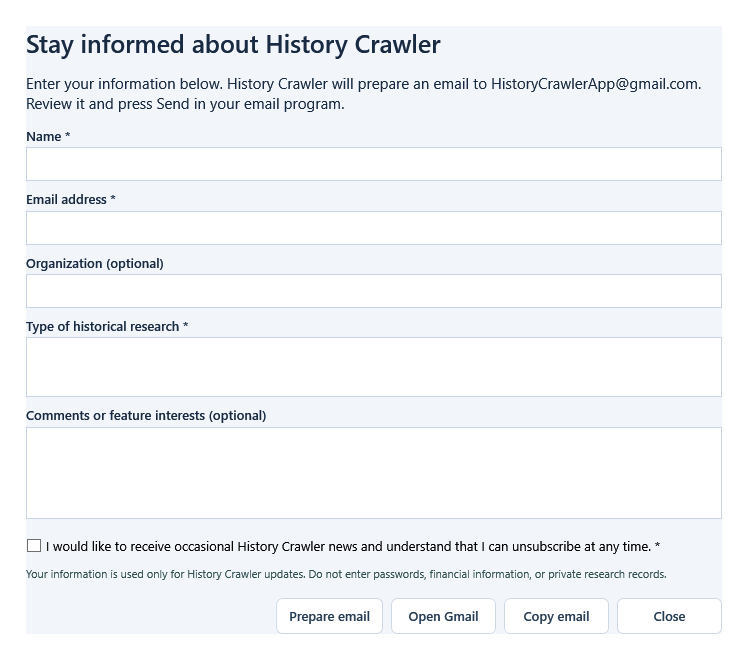 Stay informed about History Crawler
Enter your information below. History Crawler will prepare an email to HistoryCrawlerApp@gmail.com.
Review it and press Send in your email program.
Name *
Email address *
Organization (optional)
Type of historical research *
Comments or feature interests (optional)
I would like to receive occasional History Crawler news and understand that I can unsubscribe at any time. *
Your information is used only for History Crawler updates. Do not enter passwords, financial information, or private research records.
Prepare email Open Gmail Copy email Close